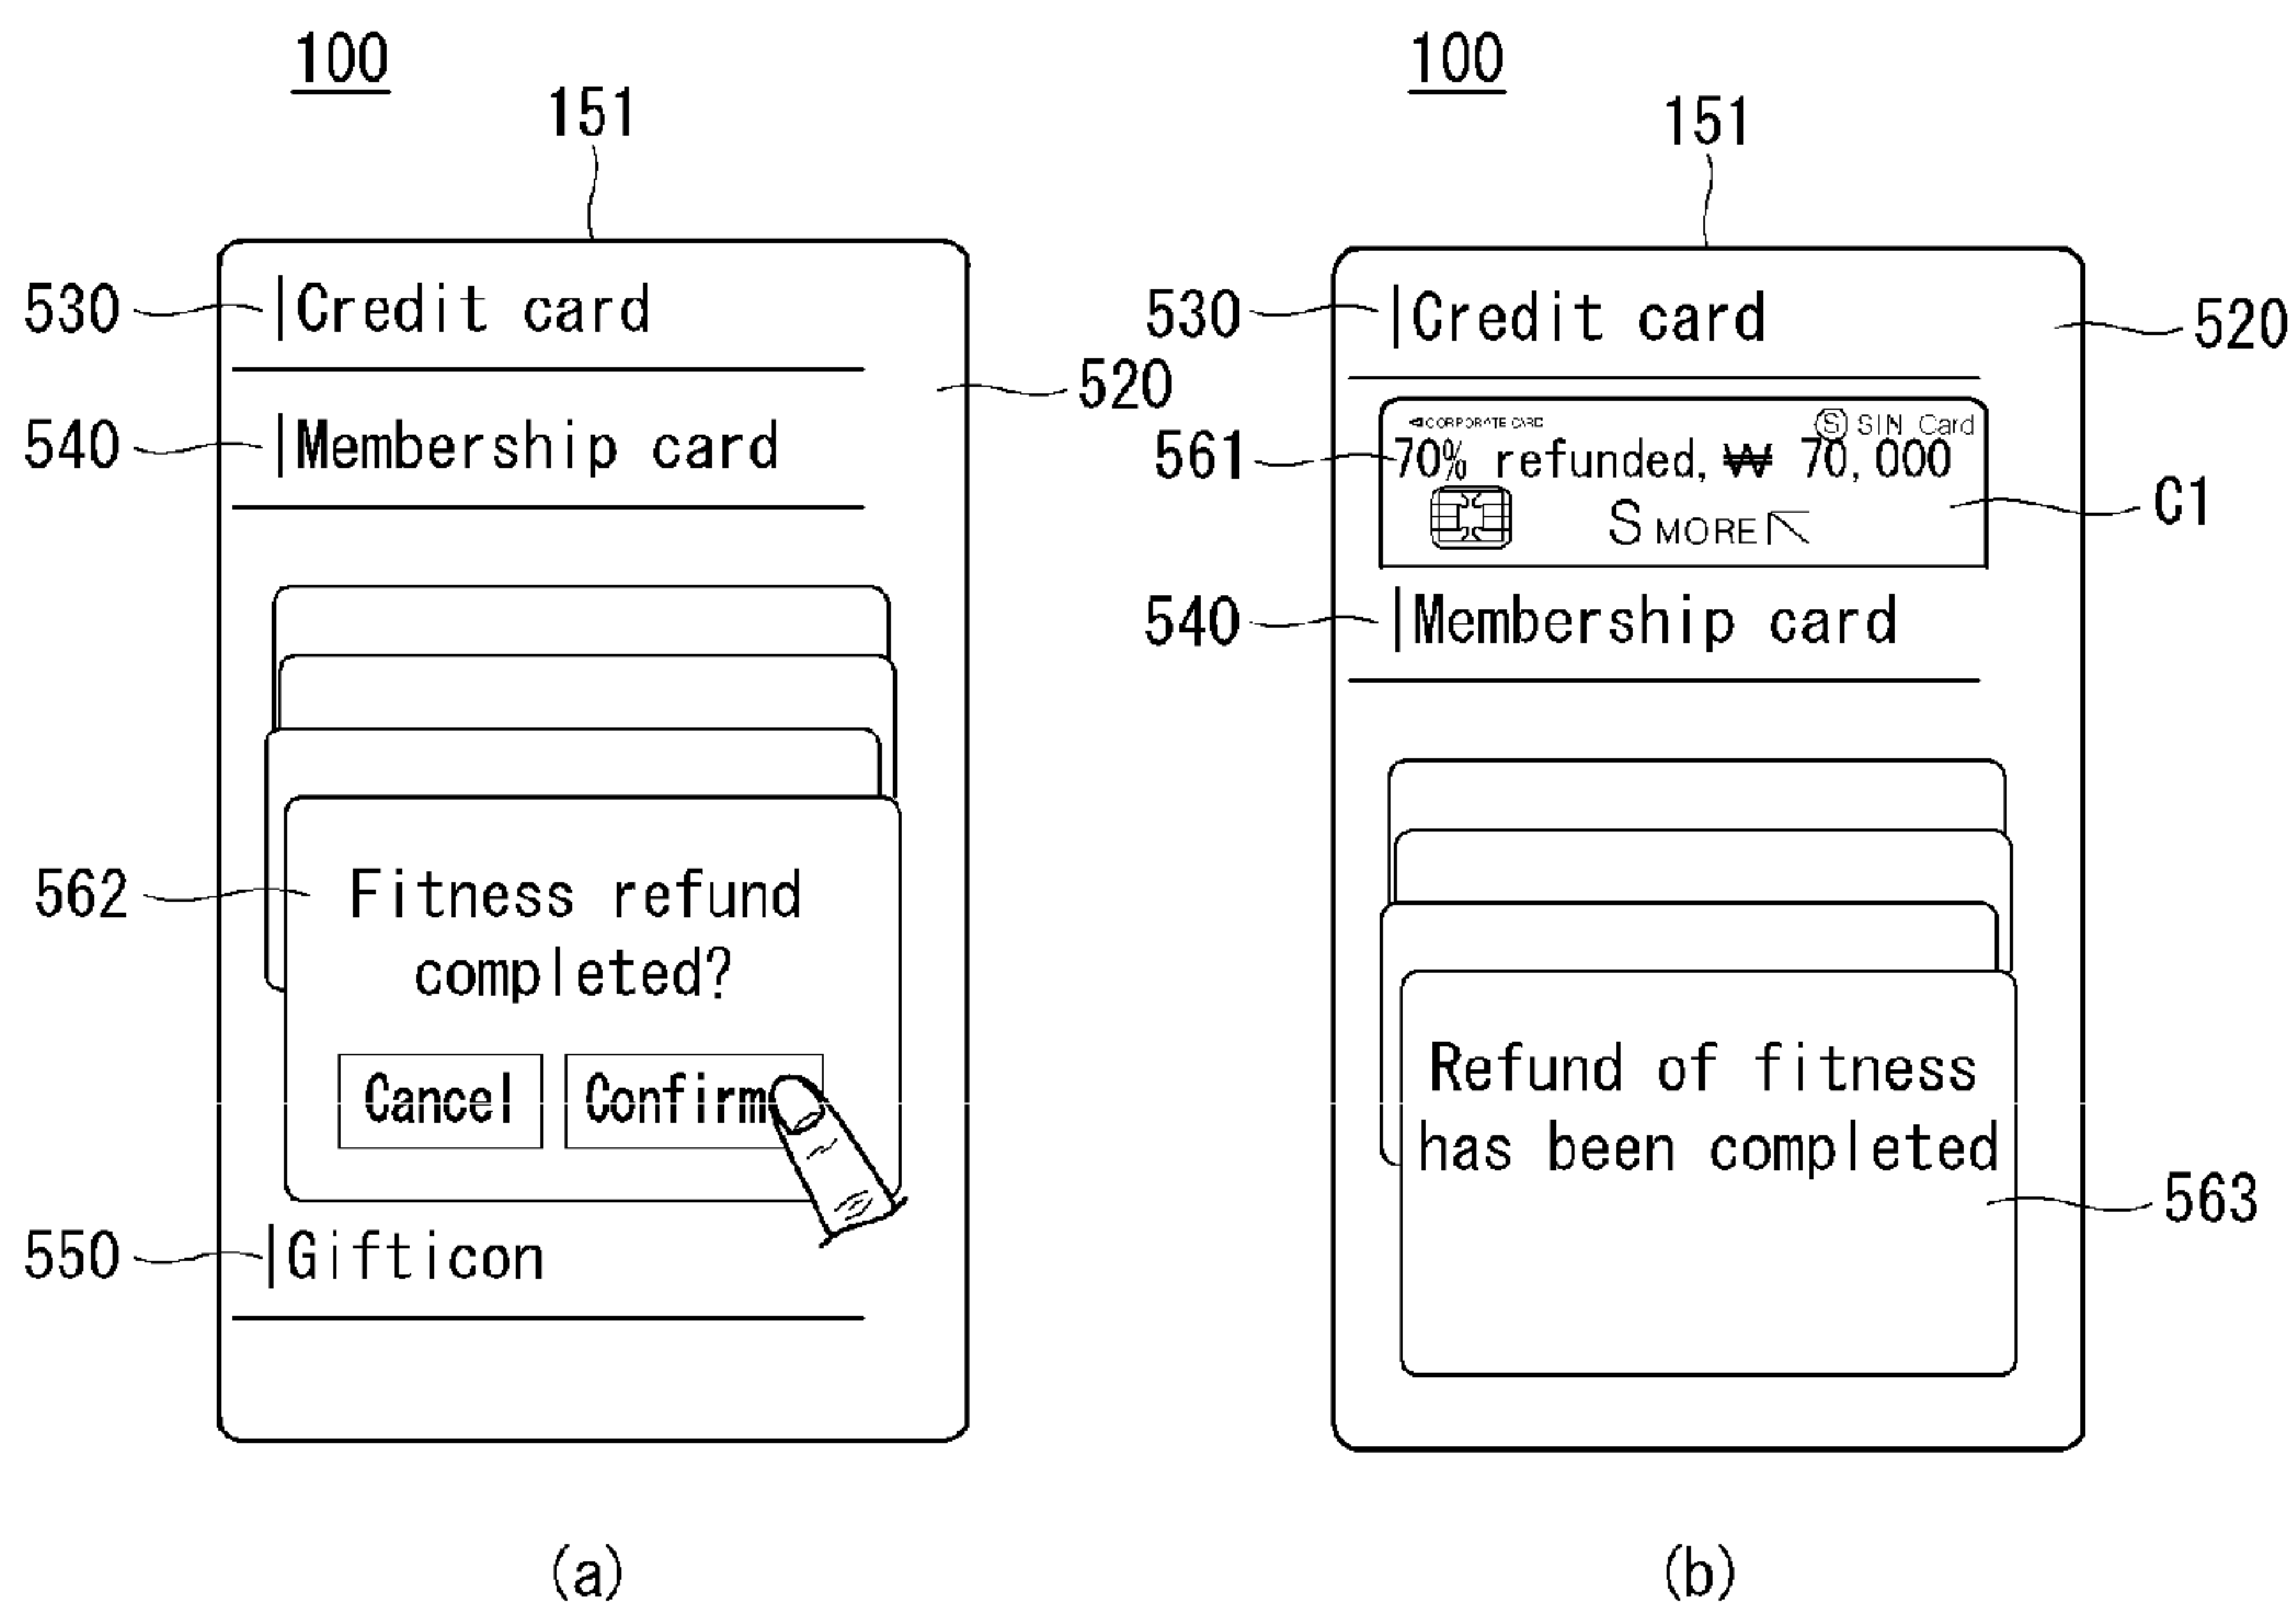 100
151
530
|Credit card
520
540
|Membership card
562
Fitness refund
completed?
Cancel
Confirm
550
|Gifticon
(a)
100
151
530
|Credit card
520
CORPORATE CARD
S SIN Card
561
70% refunded, ₩ 70,000
S MORE
C1
540
|Membership card
Refund of fitness
has been completed
563
(b)